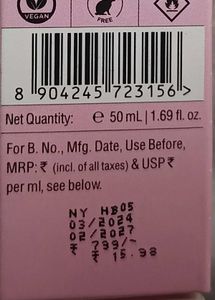 VEGAN
FREE
8 904245 723156 >
Net Quantity: ℮ 50 mL | 1.69 fl. oz.
For B. No., Mfg. Date, Use Before,
MRP: ₹ (incl. of all taxes) & USP ₹
per ml, see below.
NY HB05
03/2024
02/2027
₹ 799/-
₹ 15.98